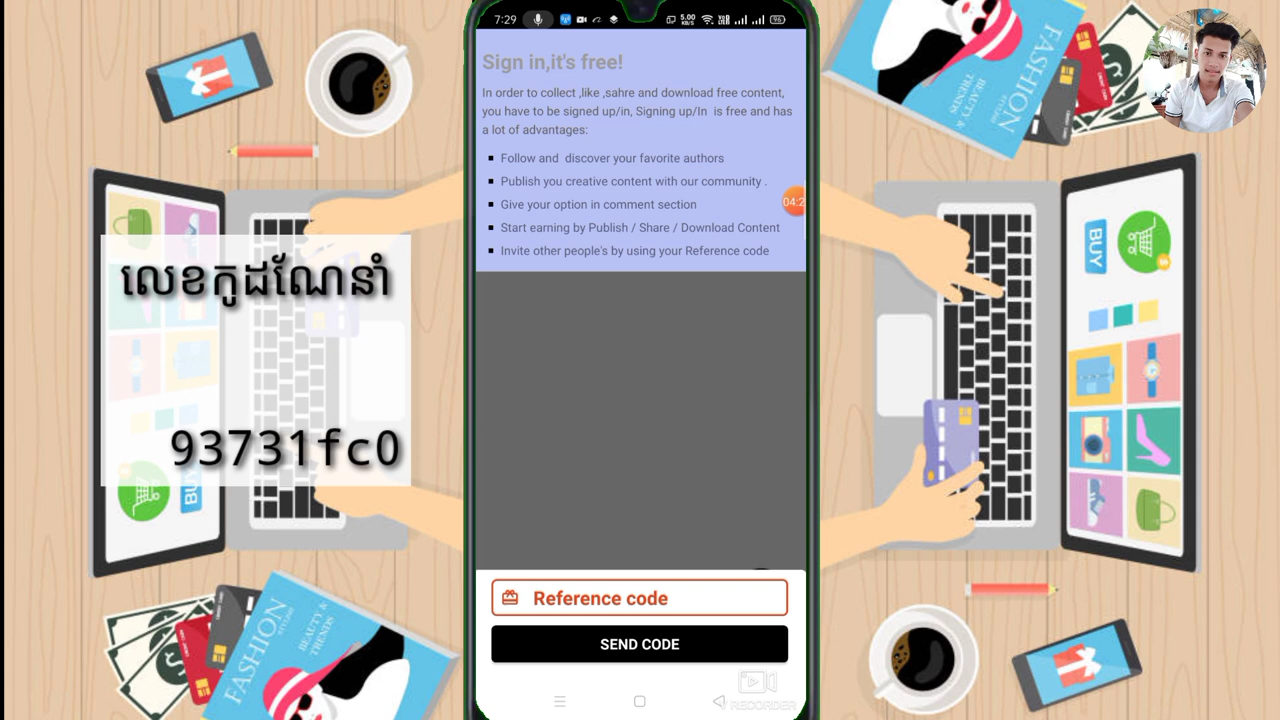 7:29
5.00
KB/S
96
Sign in,it's free!
In order to collect ,like ,sahre and download free content,
you have to be signed up/in, Signing up/In is free and has
a lot of advantages:
Follow and discover your favorite authors
Publish you creative content with our community .
Give your option in comment section
Start earning by Publish / Share / Download Content
Invite other people's by using your Reference code
04:2
លេខកូដណែនាំ
93731fc0
Reference code
SEND CODE
RECORDER
FASHION
BEAUTY &
TRENDS
BUY
FASHION
BEAUTY &
TRENDS
BUY